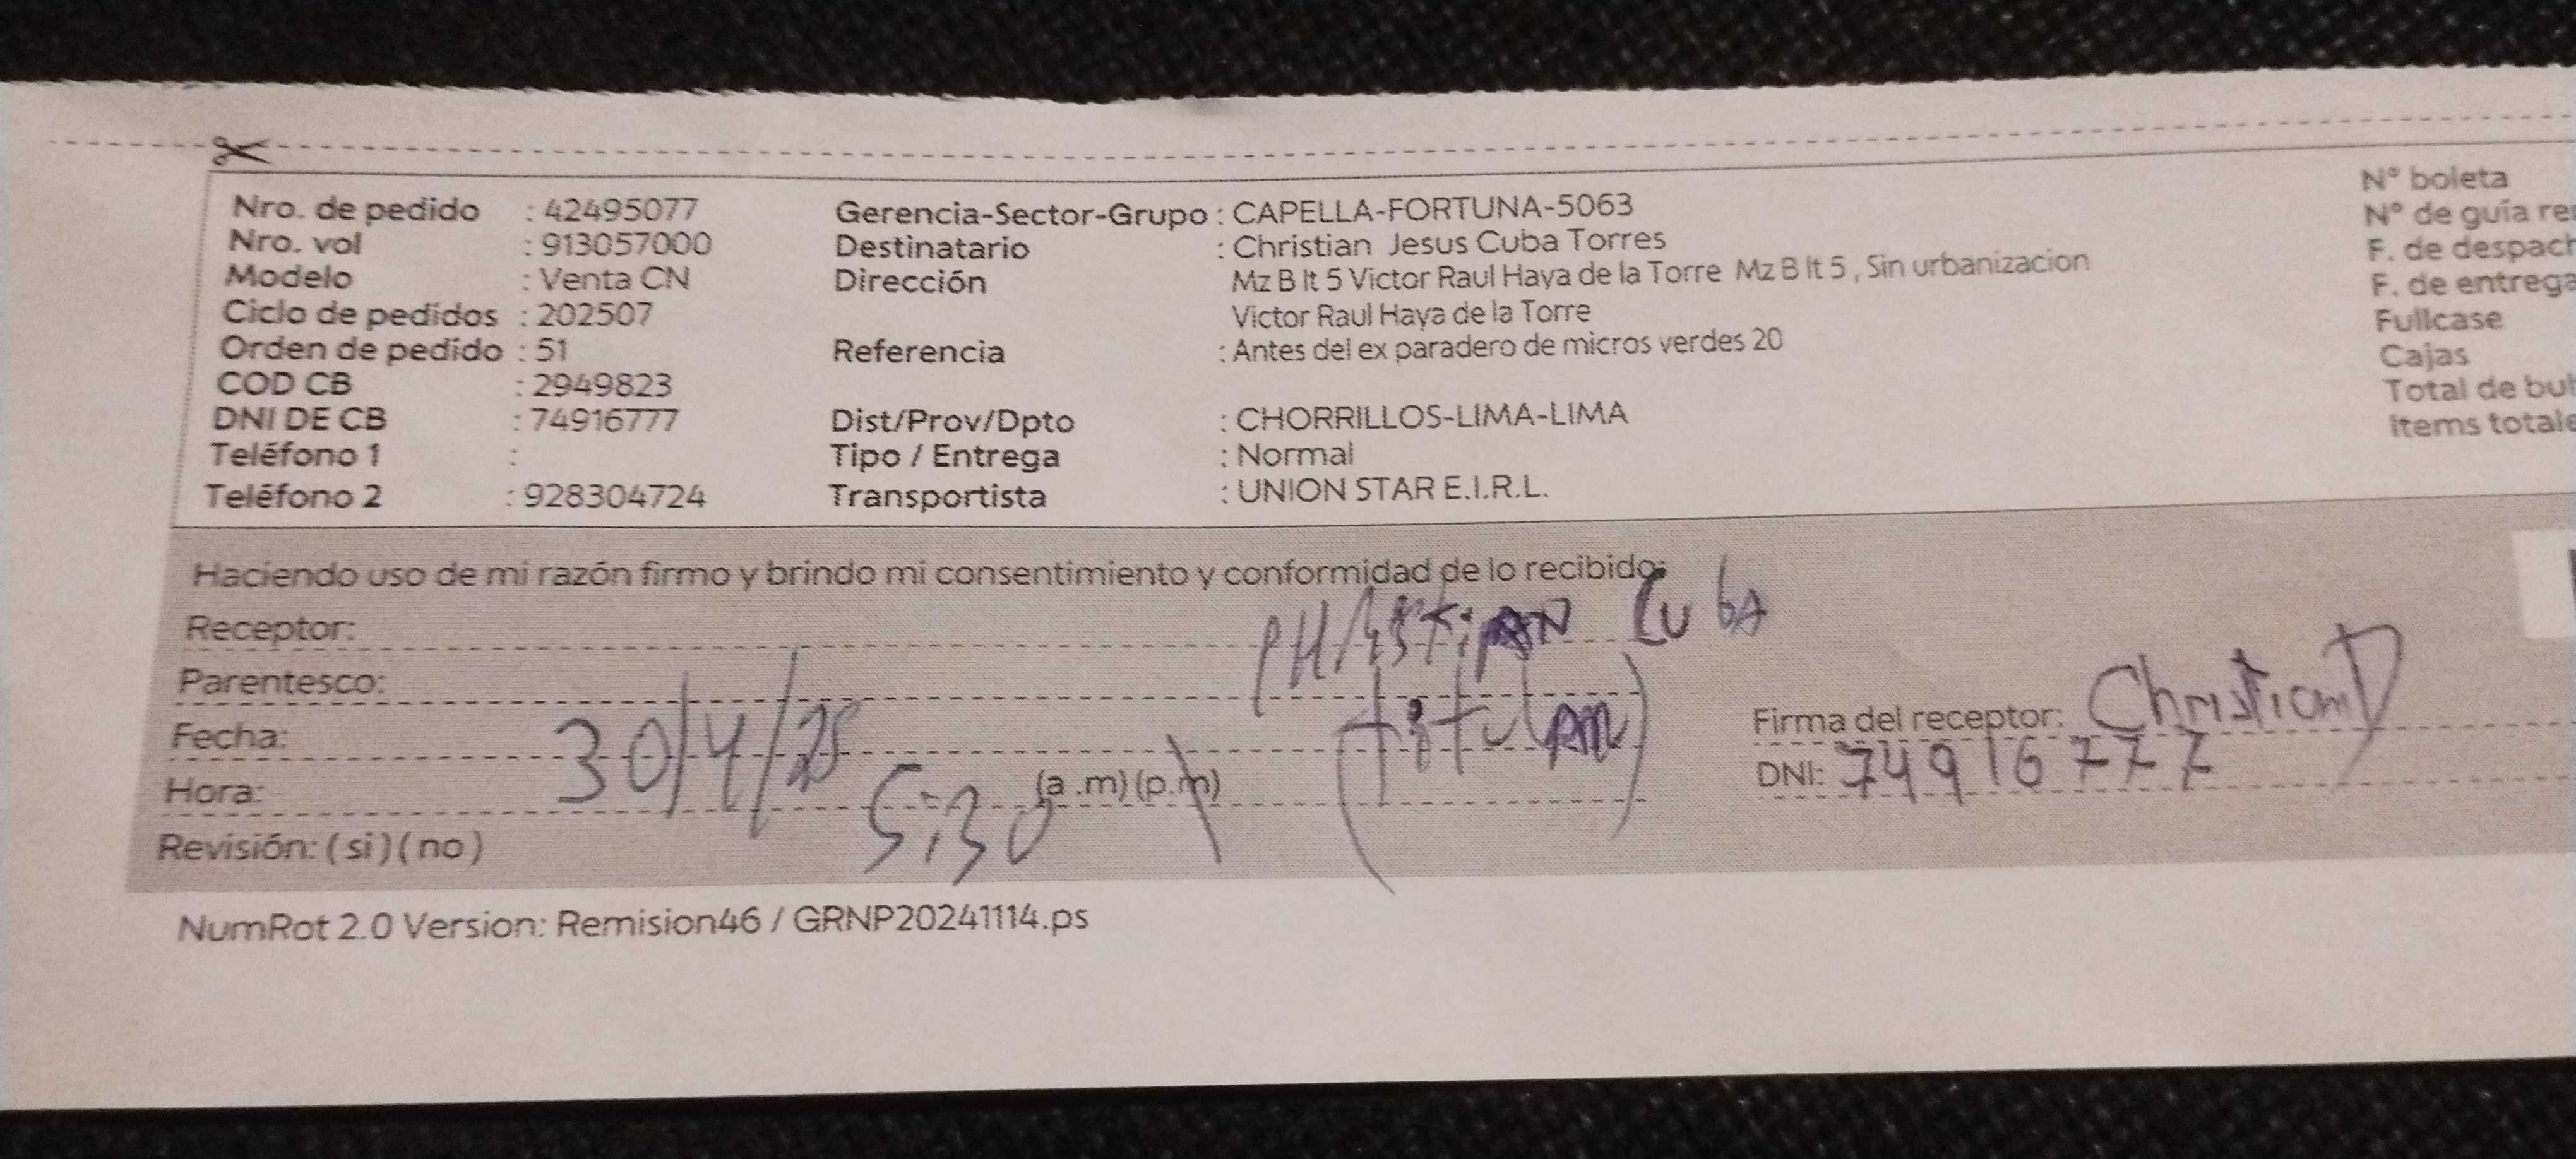 Nro. de pedido : 42495077
Nro. vol : 913057000
Modelo : Venta CN
Ciclo de pedidos : 202507
Orden de pedido : 51
COD CB : 2949823
DNI DE CB : 74916777
Teléfono 1 :
Teléfono 2 : 928304724
Gerencia-Sector-Grupo : CAPELLA-FORTUNA-5063
Destinatario : Christian Jesus Cuba Torres
Dirección Mz B lt 5 Victor Raul Haya de la Torre Mz B lt 5 , Sin urbanizacion
Victor Raul Haya de la Torre
Referencia : Antes del ex paradero de micros verdes 20
Dist/Prov/Dpto : CHORRILLOS-LIMA-LIMA
Tipo / Entrega : Normal
Transportista : UNION STAR E.I.R.L.
N° boleta
N° de guía re
F. de despach
F. de entrega
Fullcase
Cajas
Total de bul
Items totale
Haciendo uso de mi razón firmo y brindo mi consentimiento y conformidad de lo recibido:
Receptor: CHRistiAN CubA
Parentesco: (titulAR)
Fecha: 30/4/25
Hora: 5:30 (a .m) (p.m)
Revisión: ( si ) ( no )
Firma del receptor: Christian
DNI: 74916777
NumRot 2.0 Version: Remision46 / GRNP20241114.ps